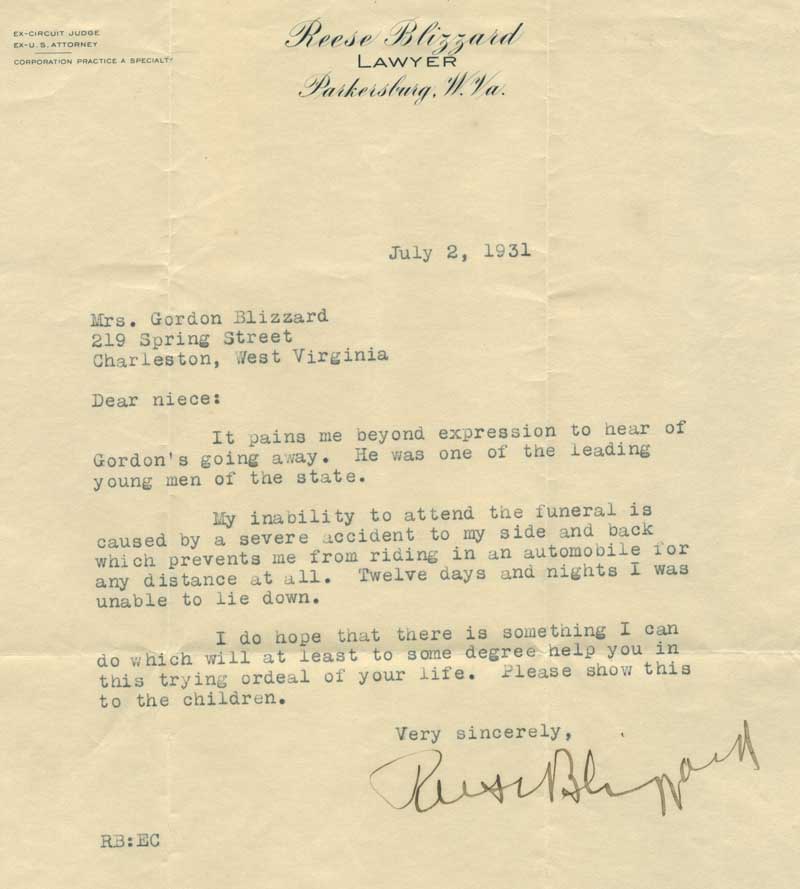 EX-CIRCUIT JUDGE
EX-U.S. ATTORNEY
CORPORATION PRACTICE A SPECIALTY
Reese Blizzard
LAWYER
Parkersburg, W. Va.
July 2, 1931
Mrs. Gordon Blizzard
219 Spring Street
Charleston, West Virginia
Dear niece:
It pains me beyond expression to hear of
Gordon's going away. He was one of the leading
young men of the state.
My inability to attend the funeral is
caused by a severe accident to my side and back
which prevents me from riding in an automobile for
any distance at all. Twelve days and nights I was
unable to lie down.
I do hope that there is something I can
do which will at least to some degree help you in
this trying ordeal of your life. Please show this
to the children.
Very sincerely,
Reese Blizzard
RB:EC